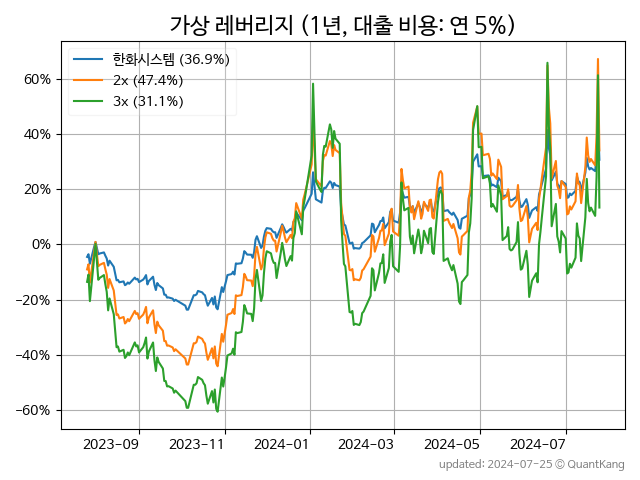 가상 레버리지 (1년, 대출 비용: 연 5%)
한화시스템 (36.9%)
2x (47.4%)
3x (31.1%)
60%
40%
20%
0%
−20%
−40%
−60%
2023-09
2023-11
2024-01
2024-03
2024-05
2024-07
updated: 2024-07-25 © QuantKang